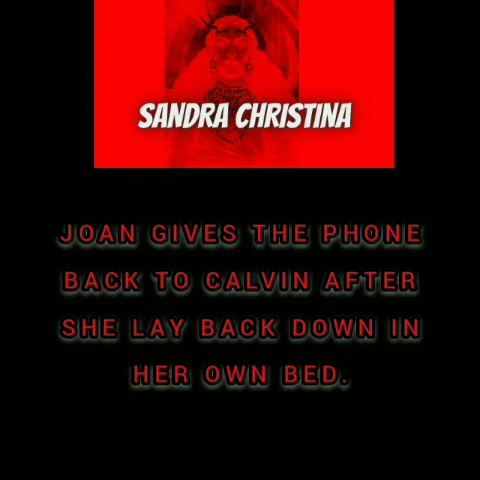 SANDRA CHRISTINA
JOAN GIVES THE PHONE
BACK TO CALVIN AFTER
SHE LAY BACK DOWN IN
HER OWN BED.